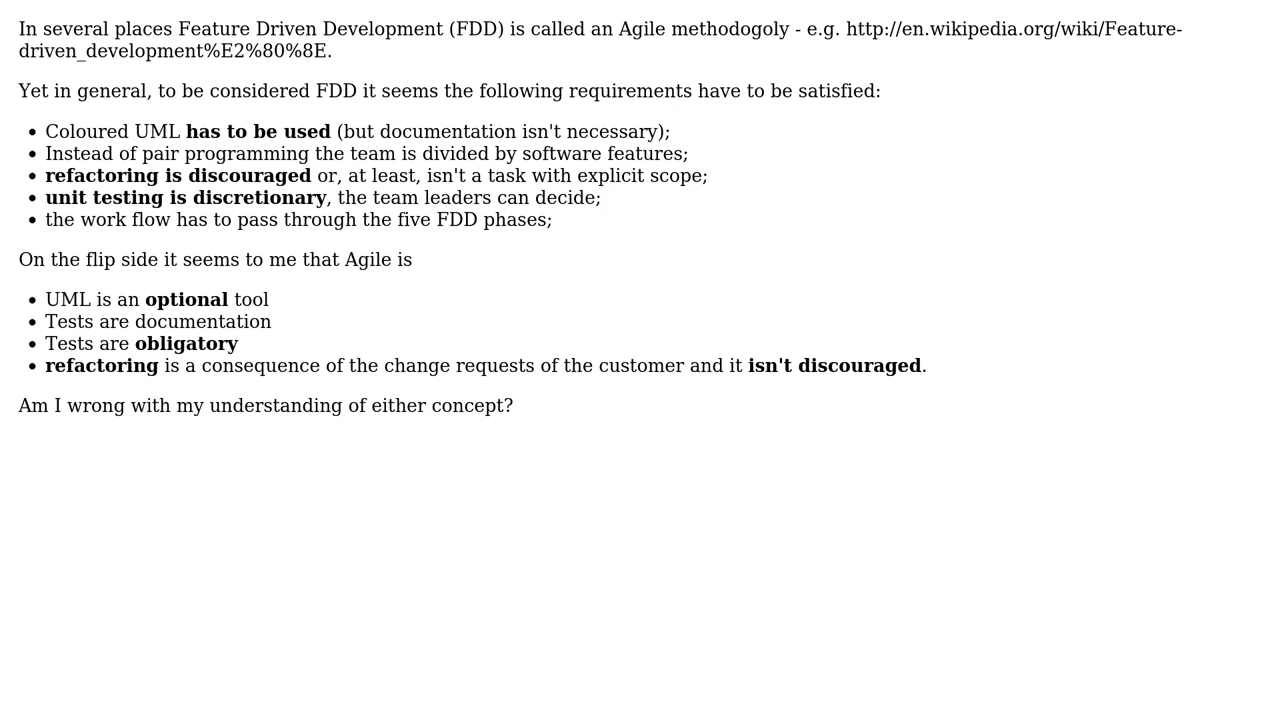 In several places Feature Driven Development (FDD) is called an Agile methodogoly - e.g. http://en.wikipedia.org/wiki/Feature-
driven_development%E2%80%8E.
Yet in general, to be considered FDD it seems the following requirements have to be satisfied:
• Coloured UML has to be used (but documentation isn't necessary);
• Instead of pair programming the team is divided by software features;
• refactoring is discouraged or, at least, isn't a task with explicit scope;
• unit testing is discretionary, the team leaders can decide;
• the work flow has to pass through the five FDD phases;
On the flip side it seems to me that Agile is
• UML is an optional tool
• Tests are documentation
• Tests are obligatory
• refactoring is a consequence of the change requests of the customer and it isn't discouraged.
Am I wrong with my understanding of either concept?